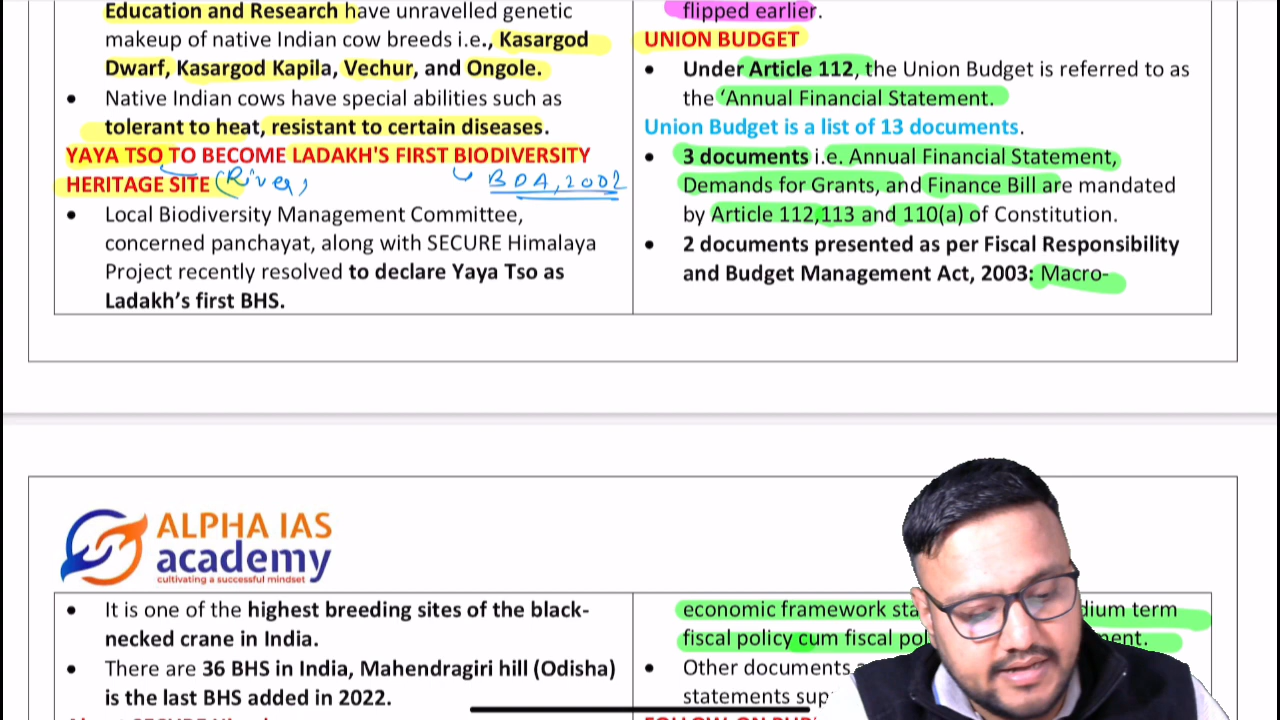 Education and Research have unravelled genetic
makeup of native Indian cow breeds i.e., Kasargod
Dwarf, Kasargod Kapila, Vechur, and Ongole.
• Native Indian cows have special abilities such as
tolerant to heat, resistant to certain diseases.
YAYA TSO TO BECOME LADAKH'S FIRST BIODIVERSITY
HERITAGE SITE (River)
BDA, 2002
• Local Biodiversity Management Committee,
concerned panchayat, along with SECURE Himalaya
Project recently resolved to declare Yaya Tso as
Ladakh’s first BHS.
flipped earlier.
UNION BUDGET
• Under Article 112, the Union Budget is referred to as
the ‘Annual Financial Statement.
Union Budget is a list of 13 documents.
• 3 documents i.e. Annual Financial Statement,
Demands for Grants, and Finance Bill are mandated
by Article 112,113 and 110(a) of Constitution.
• 2 documents presented as per Fiscal Responsibility
and Budget Management Act, 2003: Macro-
ALPHA IAS
academy
cultivating a successful mindset
• It is one of the highest breeding sites of the black-
necked crane in India.
• There are 36 BHS in India, Mahendragiri hill (Odisha)
is the last BHS added in 2022.
economic framework term
fiscal policy cum fiscal
• Other documents
statements